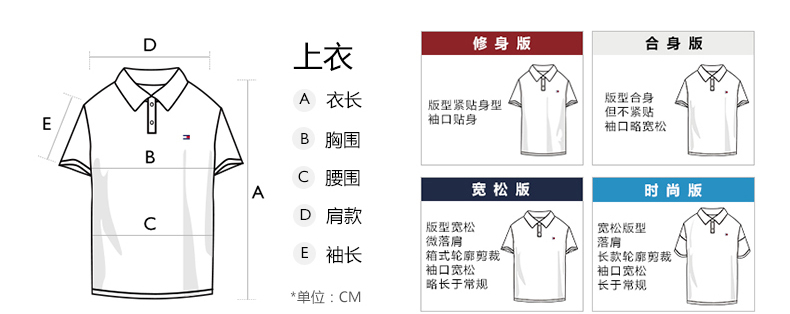 D
E
B
C
A
上衣
A 衣长
B 胸围
C 腰围
D 肩款
E 袖长
*单位：CM
修身版
版型紧贴身型
袖口贴身
合身版
版型合身
但不紧贴
袖口略宽松
宽松版
版型宽松
微落肩
箱式轮廓剪裁
袖口宽松
略长于常规
时尚版
宽松版型
落肩
长款轮廓剪裁
袖口宽松
长于常规